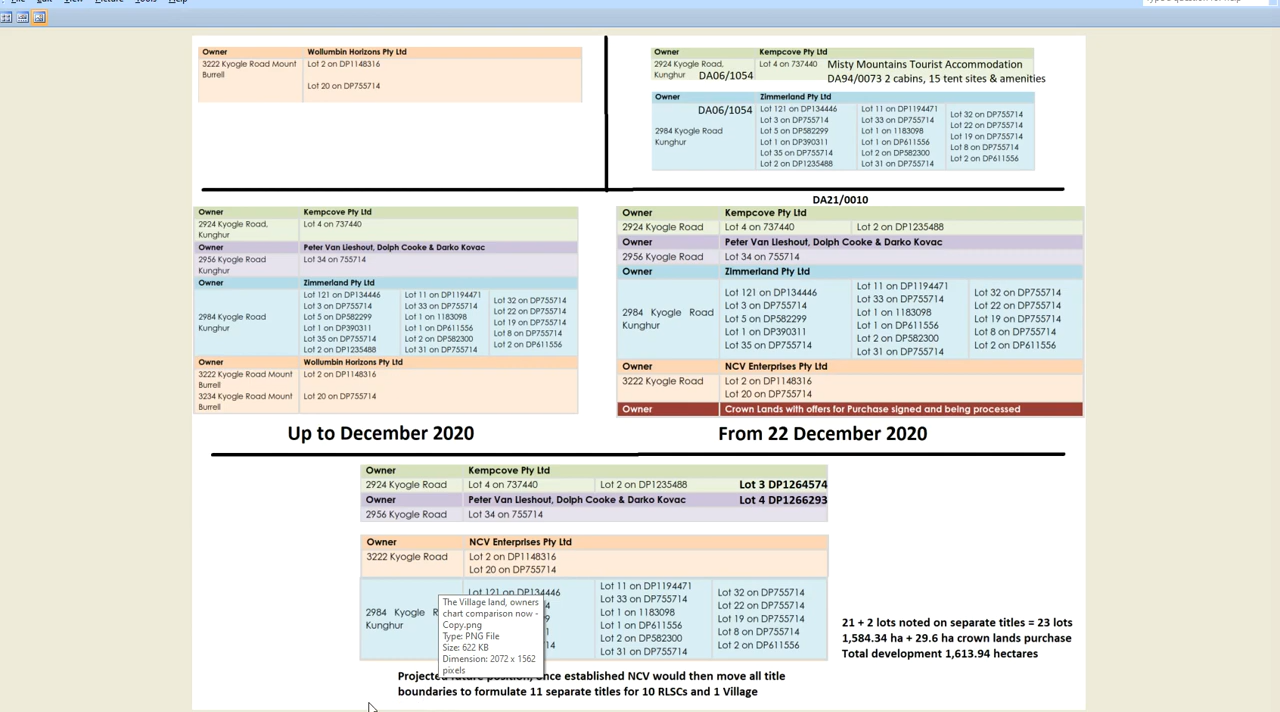 File Edit View Picture Tools Help
Type a question for help
Owner Wollumbin Horizons Pty Ltd
3222 Kyogle Road Mount Burrell Lot 2 on DP1148316
Lot 20 on DP755714
Owner Kempcove Pty Ltd
2924 Kyogle Road, Kunghur DA06/1054 Lot 4 on 737440 Misty Mountains Tourist Accommodation
DA94/0073 2 cabins, 15 tent sites & amenities
Owner Zimmerland Pty Ltd
DA06/1054
2984 Kyogle Road Kunghur
Lot 121 on DP134446 Lot 11 on DP1194471 Lot 32 on DP755714
Lot 3 on DP755714 Lot 33 on DP755714 Lot 22 on DP755714
Lot 5 on DP582299 Lot 1 on 1183098 Lot 19 on DP755714
Lot 1 on DP390311 Lot 1 on DP611556 Lot 8 on DP755714
Lot 35 on DP755714 Lot 2 on DP582300 Lot 2 on DP611556
Lot 2 on DP1235488 Lot 31 on DP755714
Owner Kempcove Pty Ltd
2924 Kyogle Road, Kunghur Lot 4 on 737440
Owner Peter Van Lieshout, Dolph Cooke & Darko Kovac
2956 Kyogle Road Kunghur Lot 34 on 755714
Owner Zimmerland Pty Ltd
2984 Kyogle Road Kunghur
Lot 121 on DP134446 Lot 11 on DP1194471 Lot 32 on DP755714
Lot 3 on DP755714 Lot 33 on DP755714 Lot 22 on DP755714
Lot 5 on DP582299 Lot 1 on 1183098 Lot 19 on DP755714
Lot 1 on DP390311 Lot 1 on DP611556 Lot 8 on DP755714
Lot 35 on DP755714 Lot 2 on DP582300 Lot 2 on DP611556
Lot 2 on DP1235488 Lot 31 on DP755714
Owner Wollumbin Horizons Pty Ltd
3222 Kyogle Road Mount Burrell Lot 2 on DP1148316
3234 Kyogle Road Mount Burrell Lot 20 on DP755714
Up to December 2020
DA21/0010
Owner Kempcove Pty Ltd
2924 Kyogle Road Lot 4 on 737440 Lot 2 on DP1235488
Owner Peter Van Lieshout, Dolph Cooke & Darko Kovac
2956 Kyogle Road Lot 34 on 755714
Owner Zimmerland Pty Ltd
2984 Kyogle Road Kunghur
Lot 121 on DP134446 Lot 11 on DP1194471 Lot 32 on DP755714
Lot 3 on DP755714 Lot 33 on DP755714 Lot 22 on DP755714
Lot 5 on DP582299 Lot 1 on 1183098 Lot 19 on DP755714
Lot 1 on DP390311 Lot 1 on DP611556 Lot 8 on DP755714
Lot 35 on DP755714 Lot 2 on DP582300 Lot 2 on DP611556
Lot 31 on DP755714
Owner NCV Enterprises Pty Ltd
3222 Kyogle Road Lot 2 on DP1148316
Lot 20 on DP755714
Owner Crown Lands with offers for Purchase signed and being processed
From 22 December 2020
Owner Kempcove Pty Ltd
2924 Kyogle Road Lot 4 on 737440 Lot 2 on DP1235488 Lot 3 DP1264574
Owner Peter Van Lieshout, Dolph Cooke & Darko Kovac Lot 4 DP1266293
2956 Kyogle Road Lot 34 on 755714
Owner NCV Enterprises Pty Ltd
3222 Kyogle Road Lot 2 on DP1148316
Lot 20 on DP755714
2984 Kyogle Kunghur
Lot 121 on DP134446 Lot 11 on DP1194471 Lot 32 on DP755714
Lot 33 on DP755714 Lot 22 on DP755714
Lot 1 on 1183098 Lot 19 on DP755714
Lot 1 on DP611556 Lot 8 on DP755714
Lot 2 on DP582300 Lot 2 on DP611556
Lot 31 on DP755714
The Village land, owners
chart comparison now -
Copy.png
Type: PNG File
Size: 622 KB
Dimension: 2072 x 1562
pixels
21 + 2 lots noted on separate titles = 23 lots
1,584.34 ha + 29.6 ha crown lands purchase
Total development 1,613.94 hectares
Projected future position, once established NCV would then move all title
boundaries to formulate 11 separate titles for 10 RLSCs and 1 Village